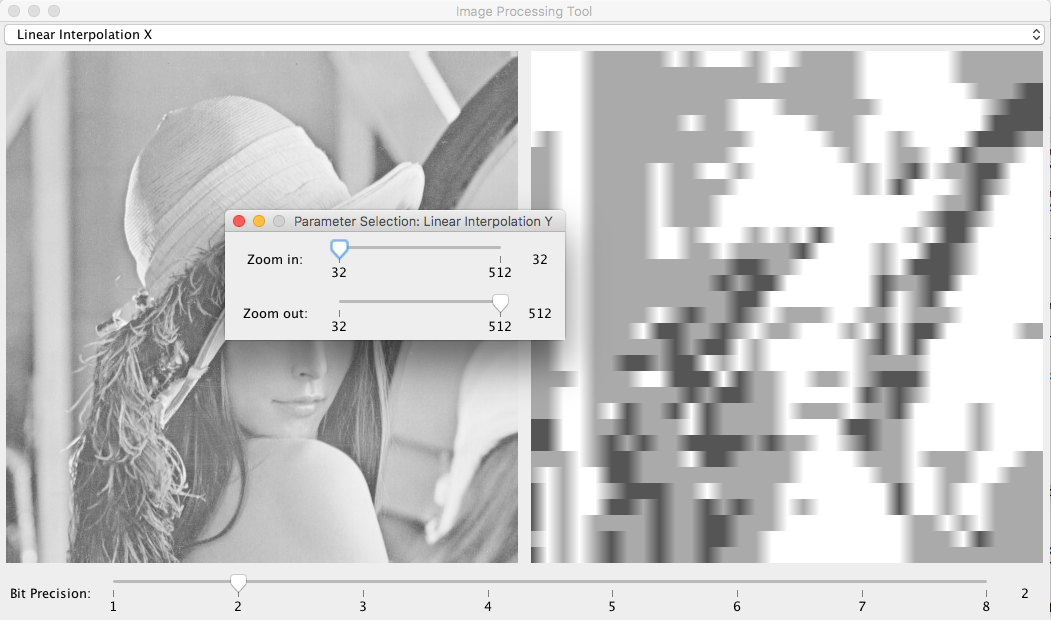 Image Processing Tool
Linear Interpolation X
Parameter Selection: Linear Interpolation Y
Zoom in: 32
32 512
Zoom out: 512
32 512
Bit Precision: 2
1 2 3 4 5 6 7 8